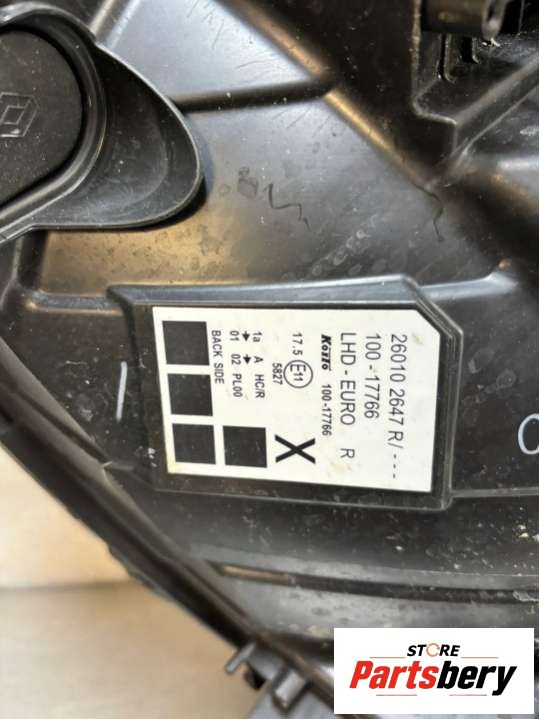 26010 2647 R/ - - -
100 -17766
LHD - EURO R
KoITO 100 -17766
17.5 E11
5827
X
1a A HC/R
01 02 PL00
BACK SIDE
STORE
Partsbery